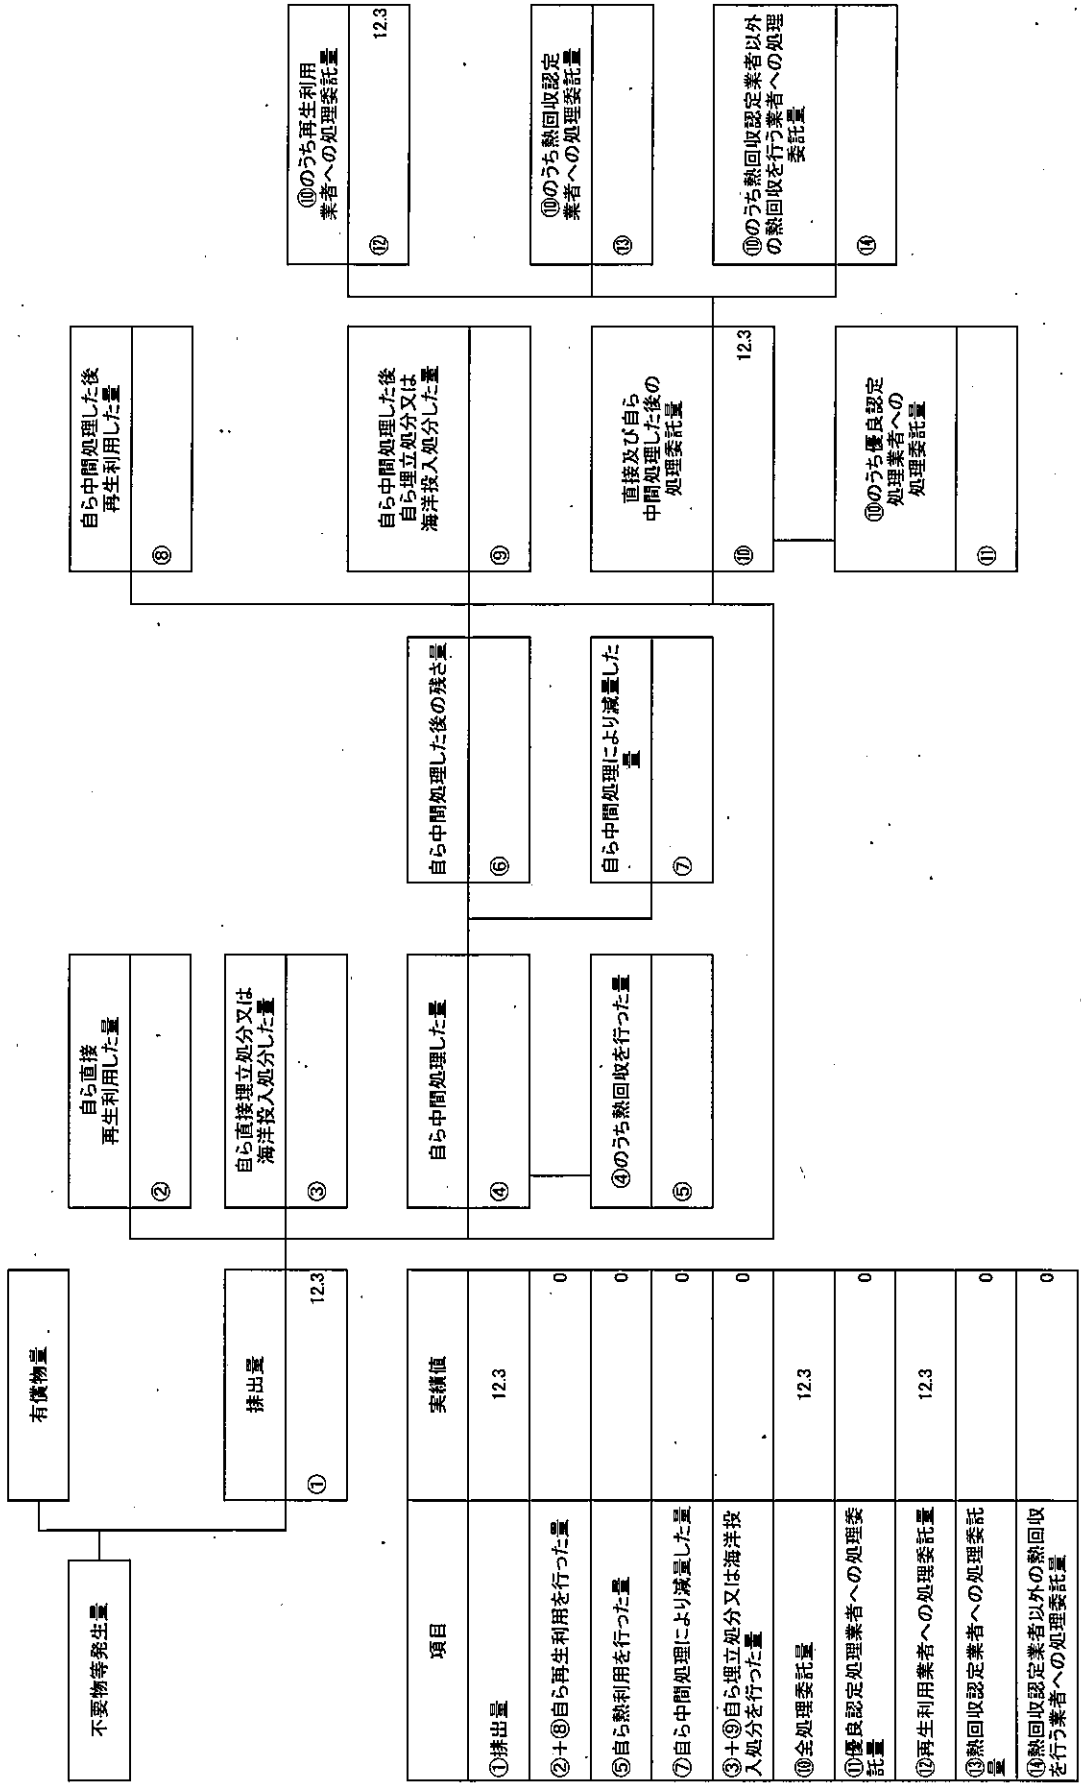 不要物等発生量
有償物量
排出量
①
12.3
自ら直接
再生利用した量
②
自ら直接埋立処分又は
海洋投入処分した量
③
自ら中間処理した量
④
④のうち熱回収を行った量
⑤
自ら中間処理した後の残さ量
⑥
自ら中間処理により減量した
量
⑦
自ら中間処理した後
再生利用した量
⑧
自ら中間処理した後
自ら埋立処分又は
海洋投入処分した量
⑨
直接及び自ら
中間処理した後の
処理委託量
⑩
12.3
⑩のうち優良認定
処理業者への
処理委託量
⑪
⑩のうち再生利用
業者への処理委託量
⑫
12.3
⑩のうち熱回収認定
業者への処理委託量
⑬
⑩のうち熱回収認定業者以外
の熱回収を行う業者への処理
委託量
⑭
項目 実績値
①排出量 12.3
②+⑧自ら再生利用を行った量 0
⑤自ら熱利用を行った量 0
⑦自ら中間処理により減量した量 0
③+⑨自ら埋立処分又は海洋投 0
入処分を行った量
⑩全処理委託量 12.3
⑪優良認定処理業者への処理委 0
託量
⑫再生利用業者への処理委託量 12.3
⑬熱回収認定業者への処理委託 0
量
⑭熱回収認定業者以外の熱回収 0
を行う業者への処理委託量